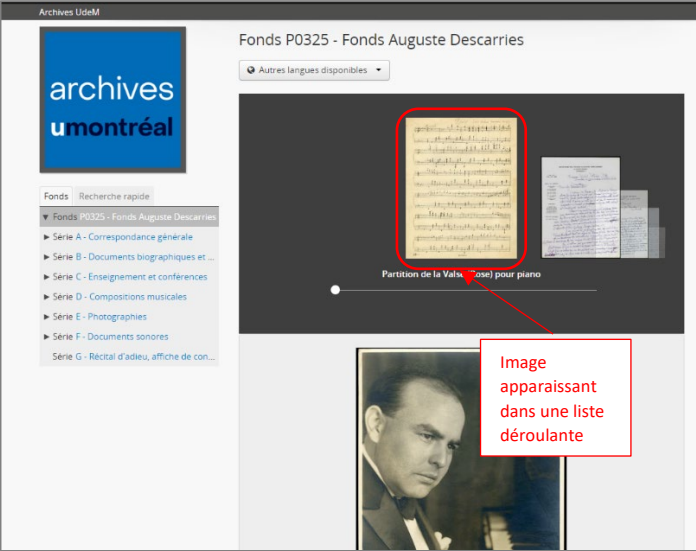 Archives UdeM
archives
umontréal
Fonds P0325 - Fonds Auguste Descarries
Autres langues disponibles
Fonds Recherche rapide
Fonds P0325 - Fonds Auguste Descarries
Série A - Correspondance générale
Série B - Documents biographiques et ...
Série C - Enseignement et conférences
Série D - Compositions musicales
Série E - Photographies
Série F - Documents sonores
Série G - Récital d'adieu, affiche de con...
Partition de la Valse (Rose) pour piano
Image
apparaissant
dans une liste
déroulante